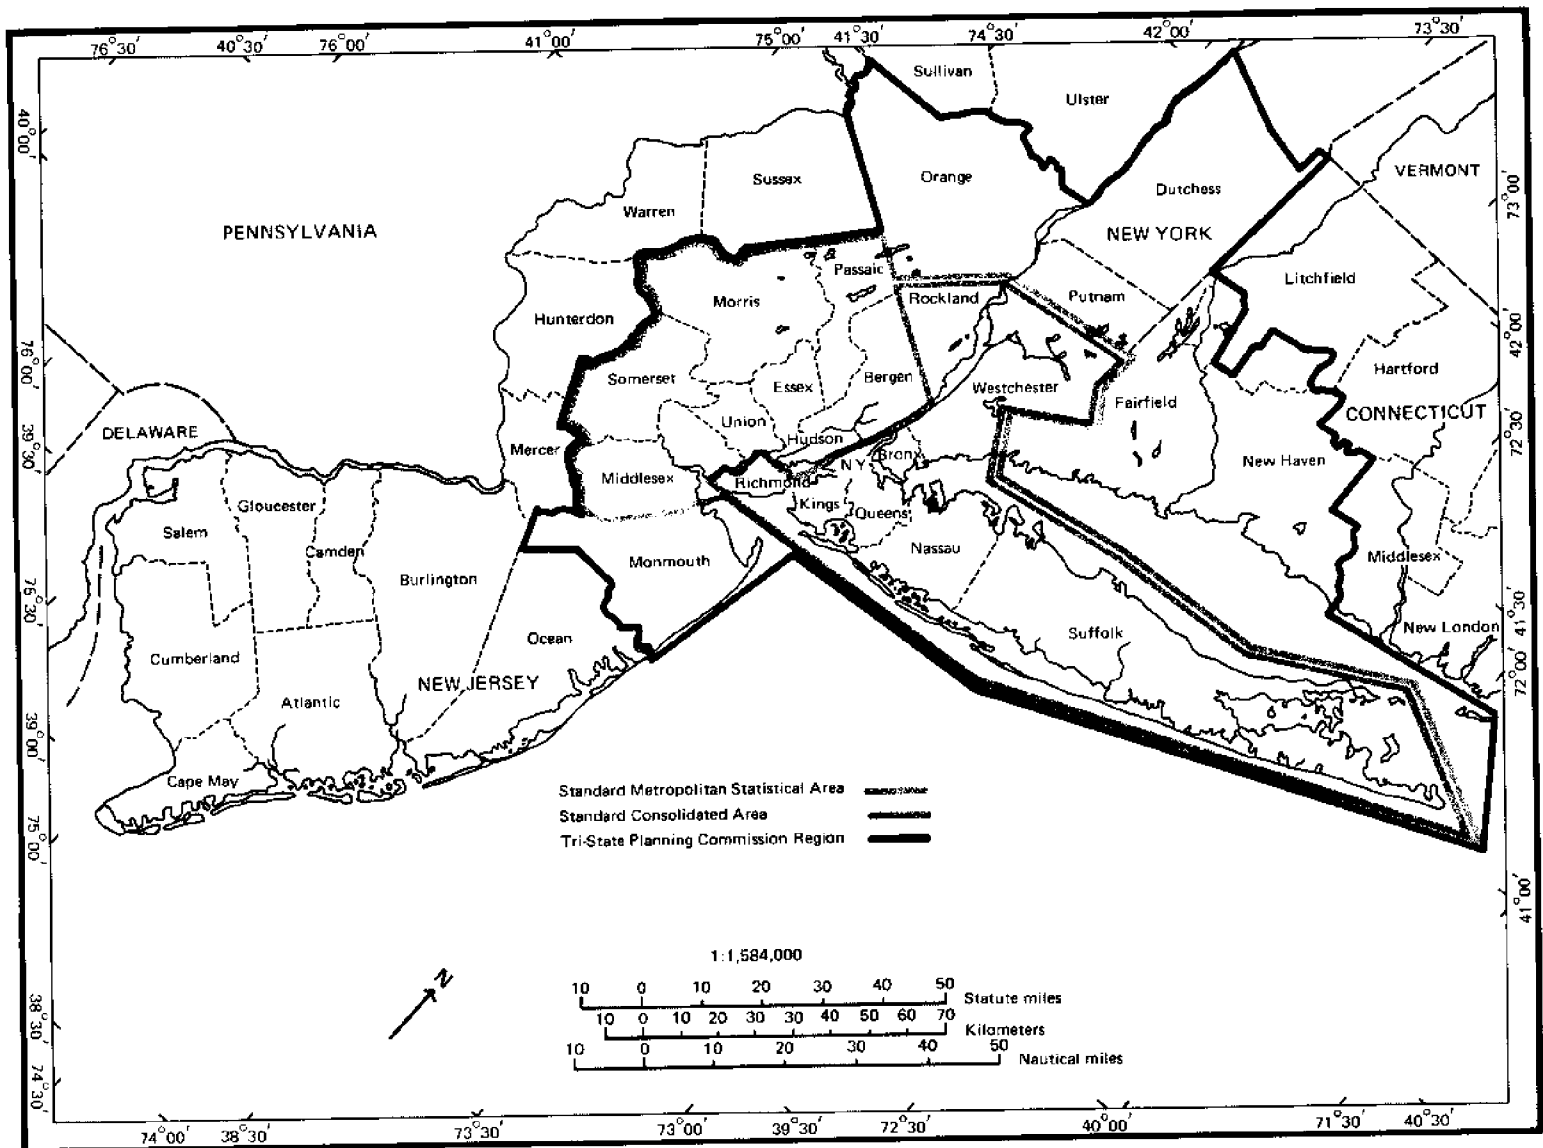 76°30' 40°30' 76°00' 41°00' 75°00' 41°30' 74°30' 42°00' 73°30'
Sullivan
Ulster
40°00'
VERMONT
Sussex
Orange
Dutchess
73°00'
Warren
PENNSYLVANIA
NEW YORK
Passaic
Litchfield
Morris
Rockland
Putnam
Hunterdon
42°00'
76°00'
Somerset
Essex
Bergen
Westchester
Hartford
Fairfield
CONNECTICUT
Union
DELAWARE
Hudson
72°30'
39°30'
Mercer
N Y
Bronx
New Haven
Middlesex
Richmond
Gloucester
Kings
Queens
Salem
Camden
Nassau
Middlesex
Monmouth
Burlington
75°30'
41°30'
New London
Suffolk
Ocean
Cumberland
72°00'
NEW JERSEY
Atlantic
39°00'
Cape May
Standard Metropolitan Statistical Area
Standard Consolidated Area
Tri-State Planning Commission Region
75°00'
41°00'
1:1,584,000
N
10 0 10 20 30 40 50 Statute miles
10 0 10 20 30 40 50 60 70 Kilometers
10 0 10 20 30 40 50 Nautical miles
38°30'
74°30'
74°00' 38°30' 73°30' 73°00' 39°30' 72°30' 40°00' 71°30' 40°30'